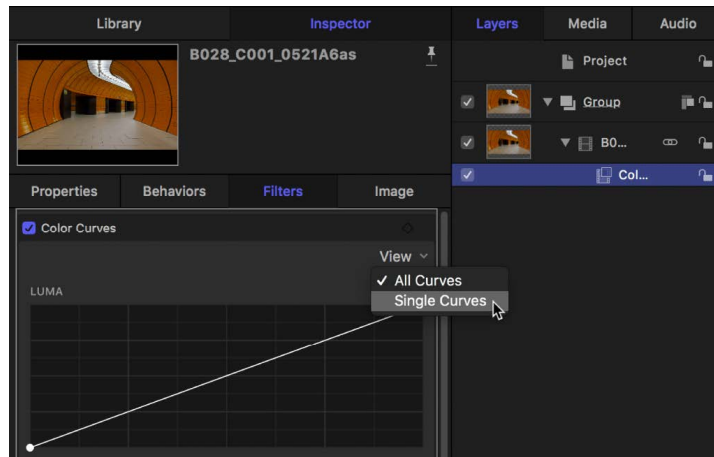 Library
Inspector
Layers
Media
Audio
B028_C001_0521A6as
Project
Group
B0...
Col...
Properties
Behaviors
Filters
Image
Color Curves
View
All Curves
Single Curves
LUMA